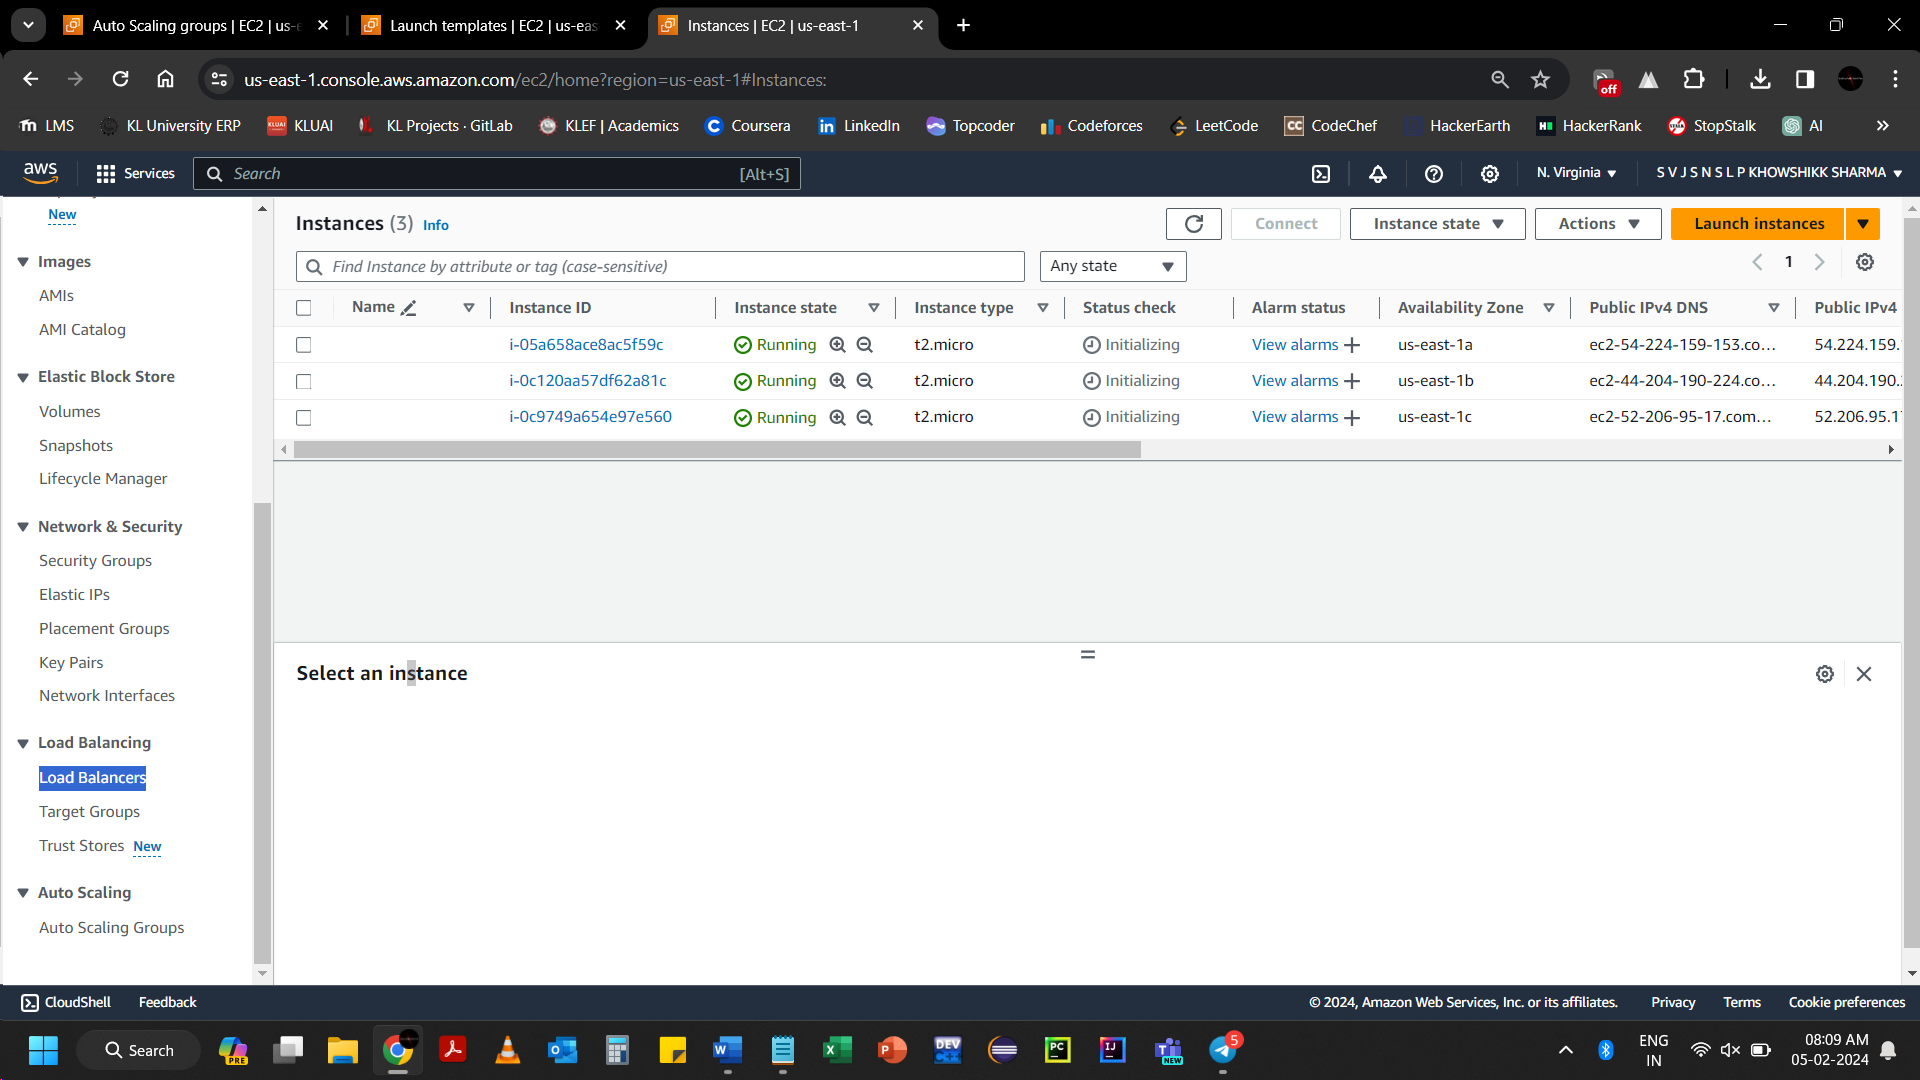 Auto Scaling groups | EC2 | us-e
Launch templates | EC2 | us-eas
Instances | EC2 | us-east-1
us-east-1.console.aws.amazon.com/ec2/home?region=us-east-1#Instances:
off
LMS
KL University ERP
KLUAI
KL Projects · GitLab
KLEF | Academics
Coursera
LinkedIn
Topcoder
Codeforces
LeetCode
CodeChef
HackerEarth
HackerRank
StopStalk
AI
aws
Services
Search
[Alt+S]
N. Virginia
S V J S N S L P KHOWSHIKK SHARMA
New
Images
AMIs
AMI Catalog
Elastic Block Store
Volumes
Snapshots
Lifecycle Manager
Network & Security
Security Groups
Elastic IPs
Placement Groups
Key Pairs
Network Interfaces
Load Balancing
Load Balancers
Target Groups
Trust Stores New
Auto Scaling
Auto Scaling Groups
Instances (3) Info
Connect
Instance state
Actions
Launch instances
Find Instance by attribute or tag (case-sensitive)
Any state
1
Name Instance ID Instance state Instance type Status check Alarm status Availability Zone Public IPv4 DNS Public IPv4
i-05a658ace8ac5f59c Running t2.micro Initializing View alarms us-east-1a ec2-54-224-159-153.co... 54.224.159.
i-0c120aa57df62a81c Running t2.micro Initializing View alarms us-east-1b ec2-44-204-190-224.co... 44.204.190.
i-0c9749a654e97e560 Running t2.micro Initializing View alarms us-east-1c ec2-52-206-95-17.com... 52.206.95.1
Select an instance
CloudShell
Feedback
© 2024, Amazon Web Services, Inc. or its affiliates.
Privacy
Terms
Cookie preferences
Search
PRE
DEV
NEW
5
ENG
IN
08:09 AM
05-02-2024